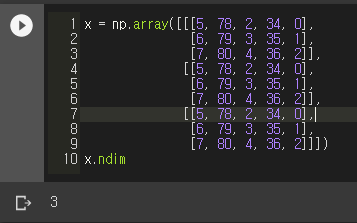 1 x = np.array([[[5, 78, 2, 34, 0],
2 [6, 79, 3, 35, 1],
3 [7, 80, 4, 36, 2]],
4 [[5, 78, 2, 34, 0],
5 [6, 79, 3, 35, 1],
6 [7, 80, 4, 36, 2]],
7 [[5, 78, 2, 34, 0],
8 [6, 79, 3, 35, 1],
9 [7, 80, 4, 36, 2]]])
10 x.ndim
3